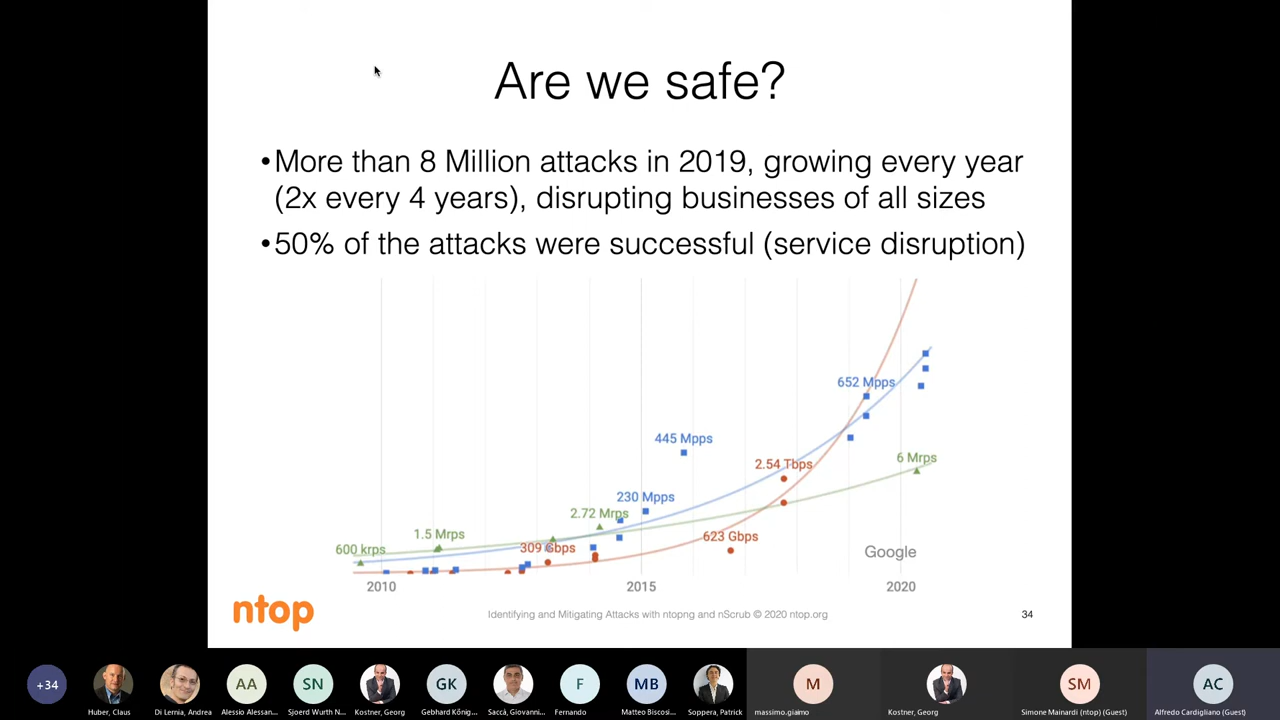 Are we safe?
•More than 8 Million attacks in 2019, growing every year
(2x every 4 years), disrupting businesses of all sizes
•50% of the attacks were successful (service disruption)
652 Mpps
445 Mpps
6 Mrps
2.54 Tbps
230 Mpps
2.72 Mrps
1.5 Mrps
623 Gbps
600 krps
309 Gbps
Google
2010 2015 2020
ntop
Identifying and Mitigating Attacks with ntopng and nScrub © 2020 ntop.org
34
+34 AA SN GK F MB M SM AC
Huber, Claus Di Lernia, Andrea Alessio Alessan... Sjoerd Wurth N... Kostner, Georg Gebhard König... Saccà, Giovanni... Fernando Matteo Biscosi... Soppera, Patrick massimo.giaimo Kostner, Georg Simone Mainardi (ntop) (Guest) Alfredo Cardigliano (Guest)